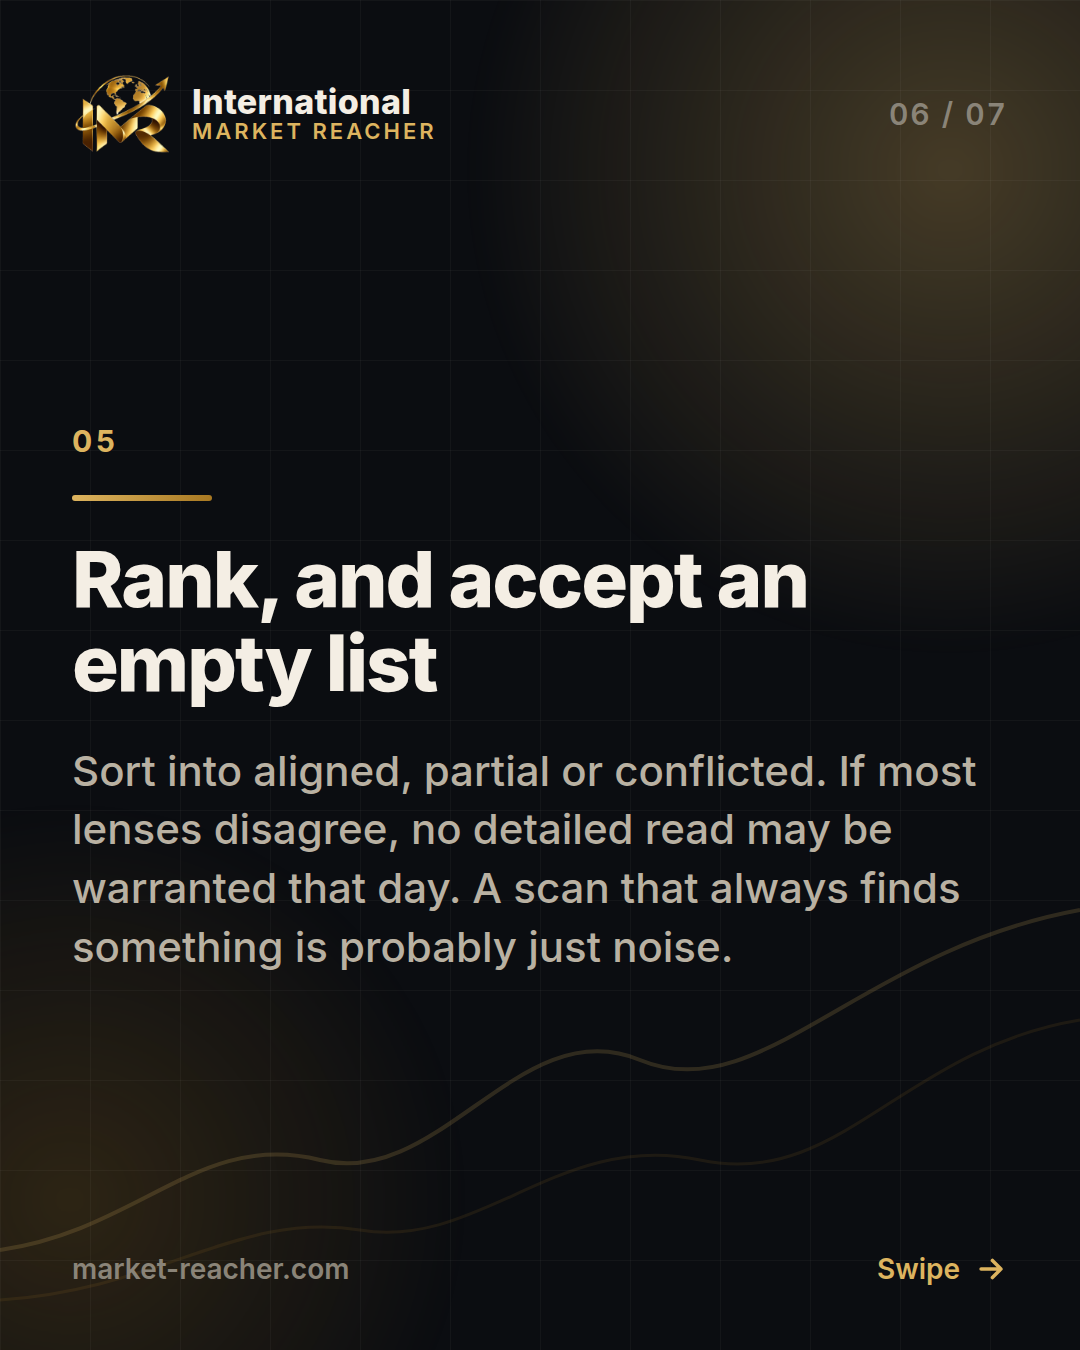 IMR
International
MARKET REACHER
06 / 07
05
Rank, and accept an
empty list
Sort into aligned, partial or conflicted. If most
lenses disagree, no detailed read may be
warranted that day. A scan that always finds
something is probably just noise.
market-reacher.com
Swipe →